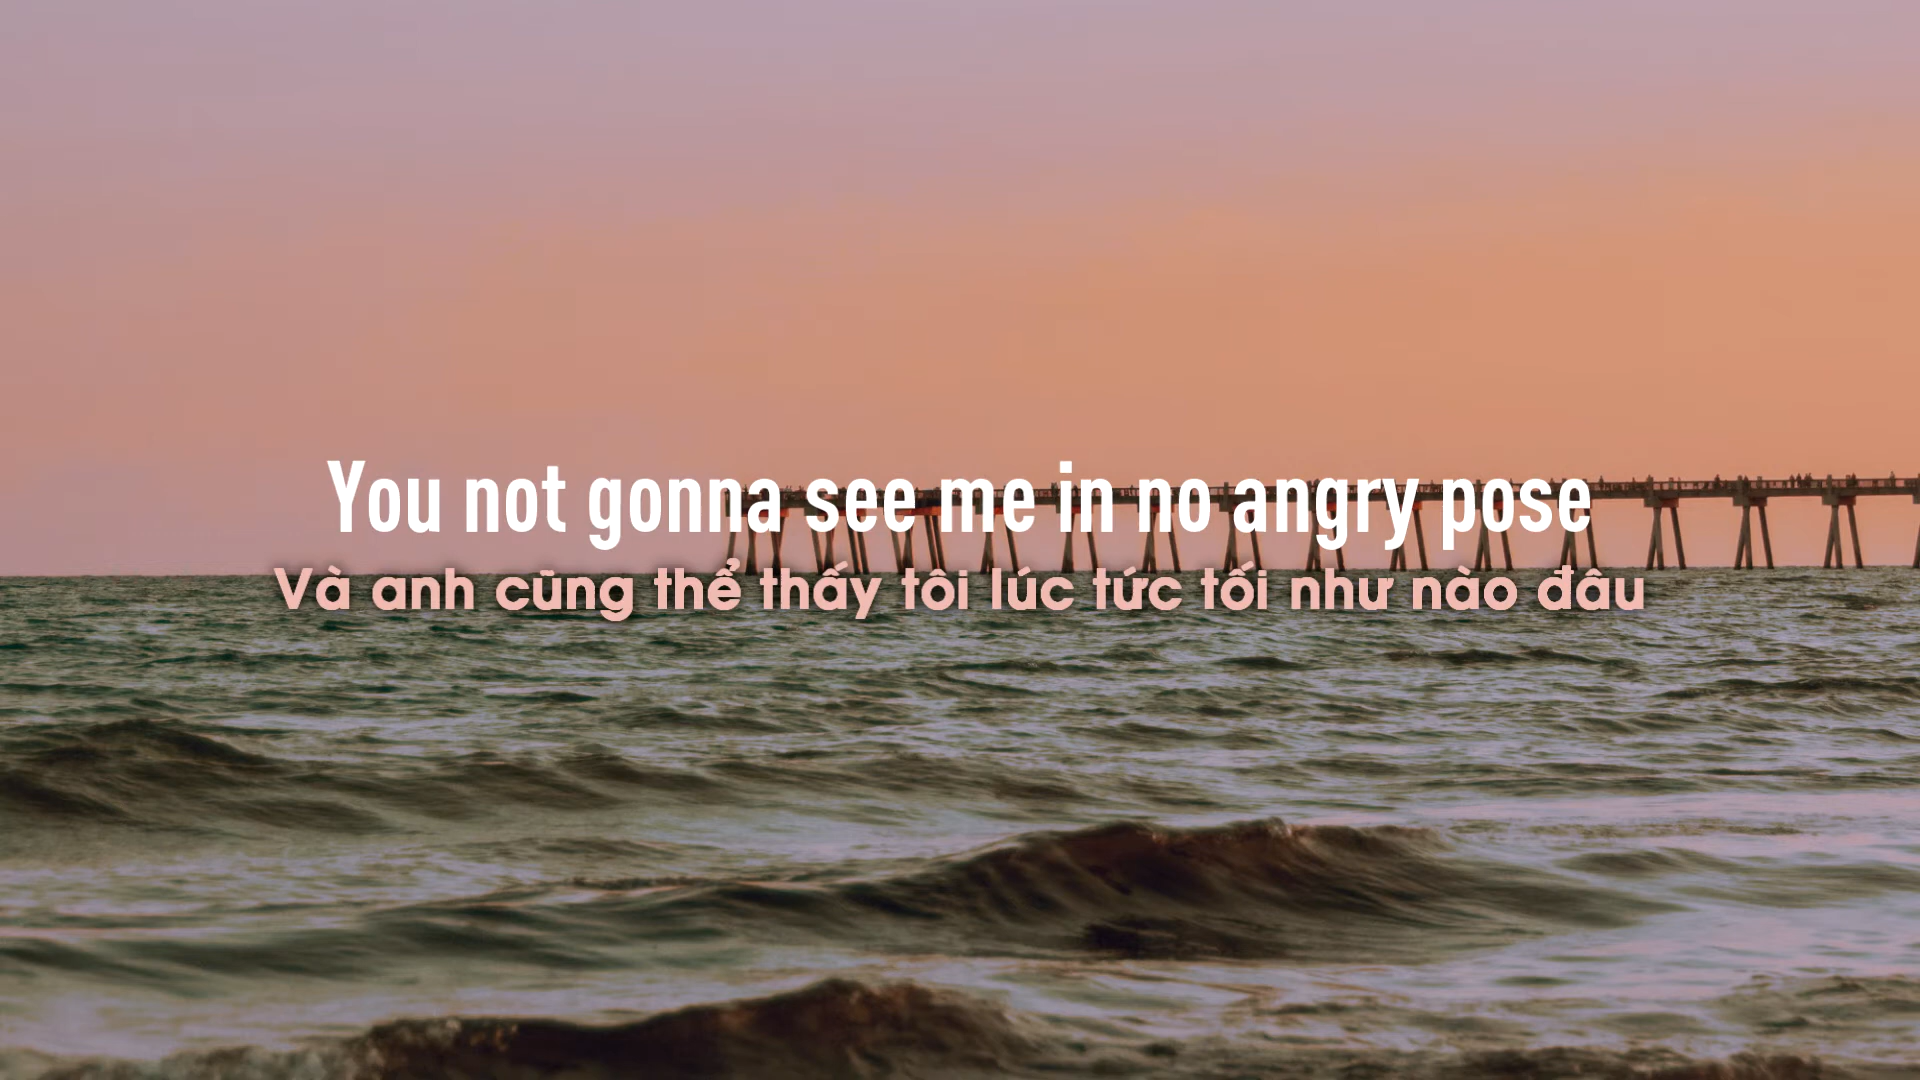 You not gonna see me in no angry pose
Và anh cũng thể thấy tôi lúc tức tối như nào đâu